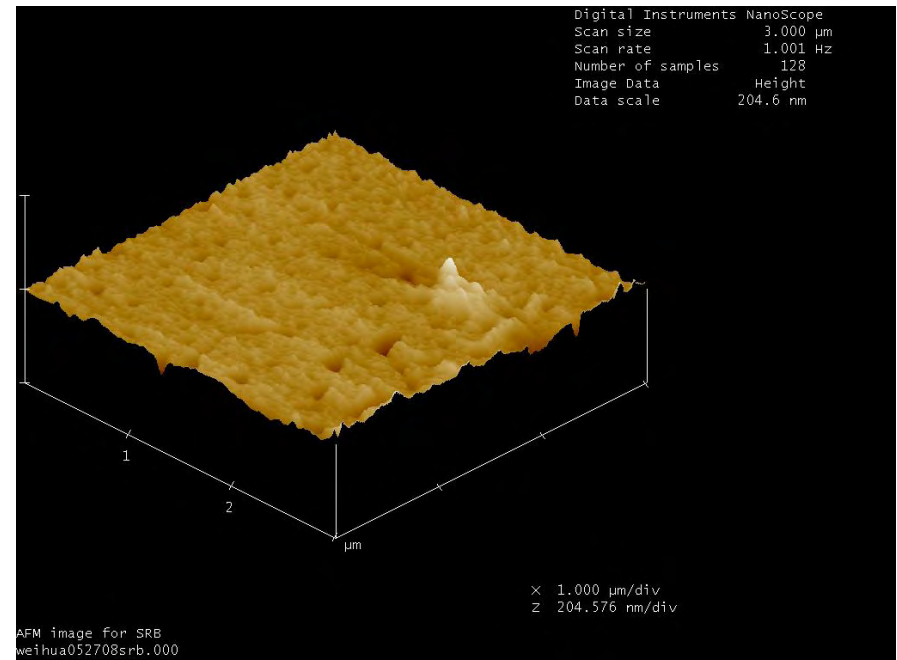 Digital Instruments NanoScope
Scan size 3.000 µm
Scan rate 1.001 Hz
Number of samples 128
Image Data Height
Data scale 204.6 nm
1
2
µm
X 1.000 µm/div
Z 204.576 nm/div
AFM image for SRB
weihua052708srb.000